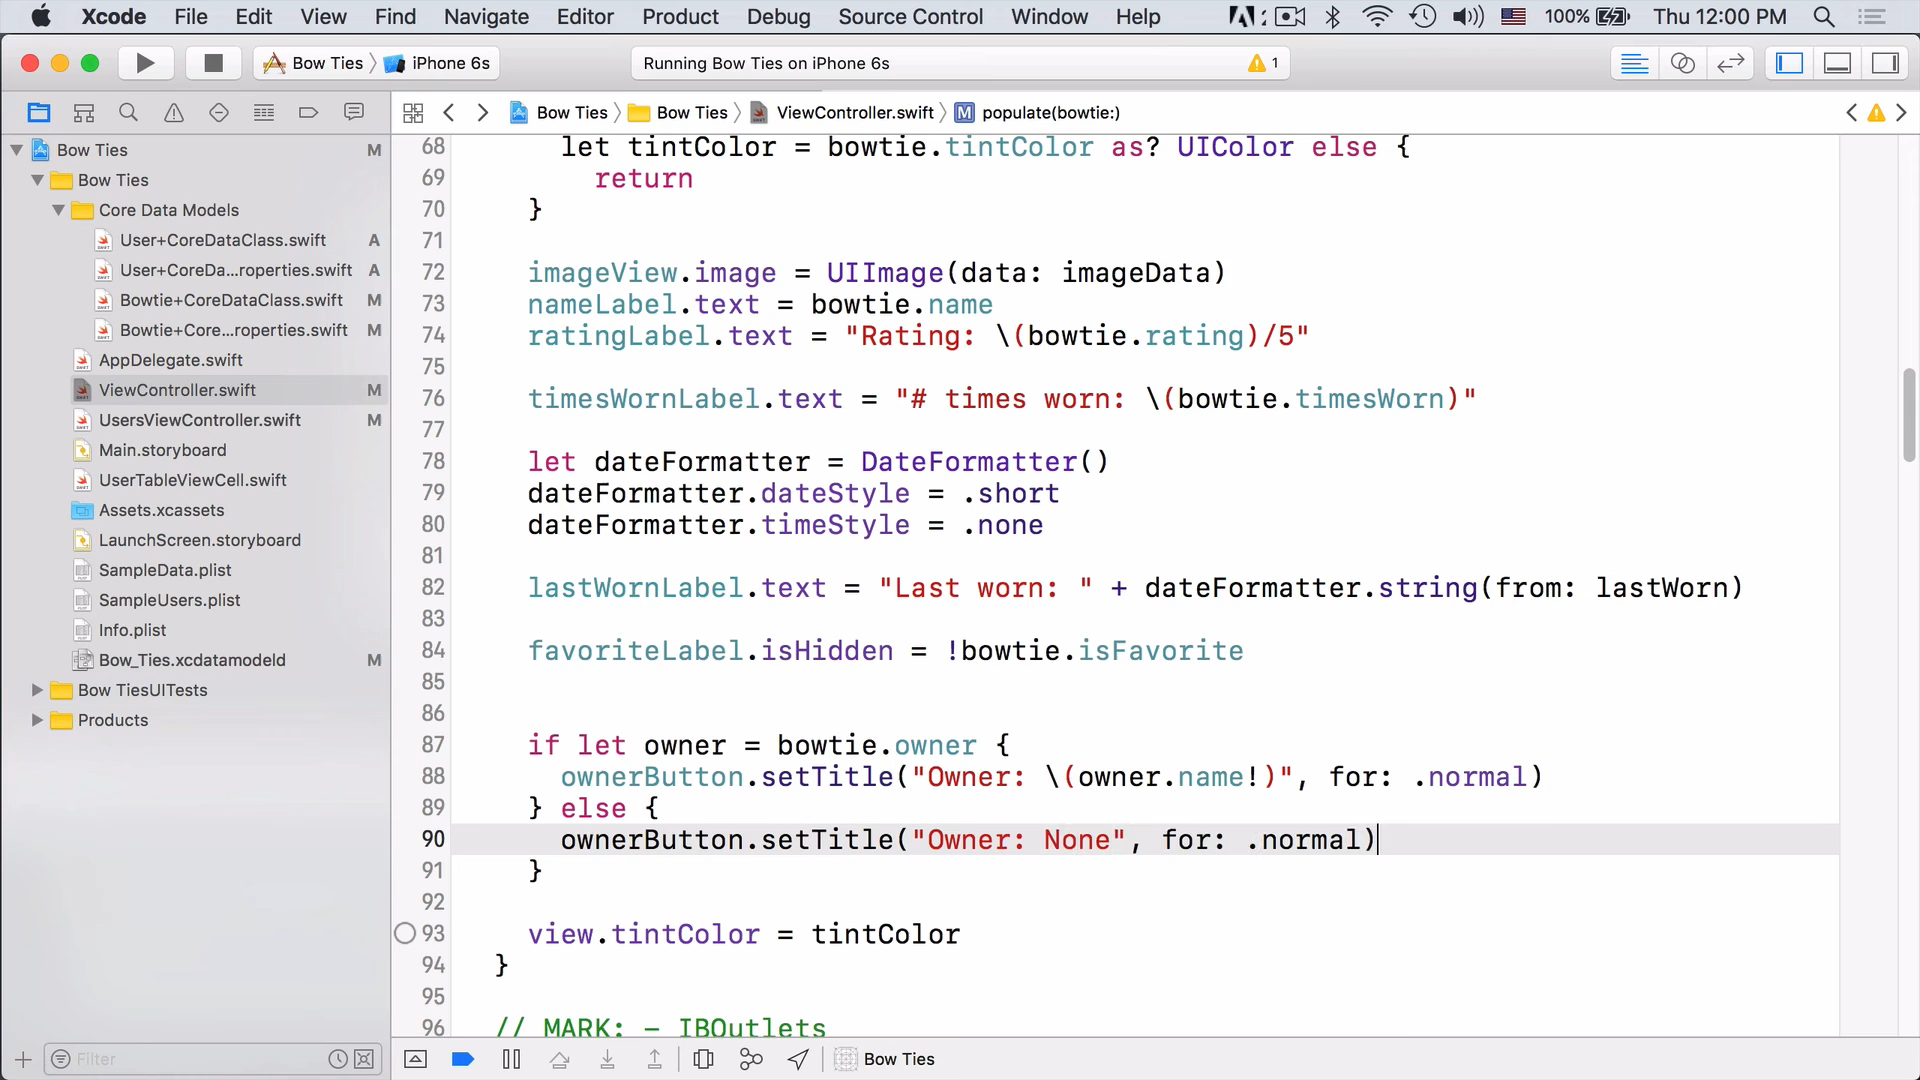 Xcode File Edit View Find Navigate Editor Product Debug Source Control Window Help 100% Thu 12:00 PM
Bow Ties iPhone 6s Running Bow Ties on iPhone 6s 1
Bow Ties Bow Ties ViewController.swift M populate(bowtie:)
Bow Ties M
Bow Ties
Core Data Models
User+CoreDataClass.swift A
User+CoreDa...roperties.swift A
Bowtie+CoreDataClass.swift M
Bowtie+Core...roperties.swift M
AppDelegate.swift
ViewController.swift M
UsersViewController.swift M
Main.storyboard
UserTableViewCell.swift
Assets.xcassets
LaunchScreen.storyboard
SampleData.plist
SampleUsers.plist
Info.plist
Bow_Ties.xcdatamodeld M
Bow TiesUITests
Products
Filter
68 let tintColor = bowtie.tintColor as? UIColor else {
69 return
70 }
71
72 imageView.image = UIImage(data: imageData)
73 nameLabel.text = bowtie.name
74 ratingLabel.text = "Rating: \(bowtie.rating)/5"
75
76 timesWornLabel.text = "# times worn: \(bowtie.timesWorn)"
77
78 let dateFormatter = DateFormatter()
79 dateFormatter.dateStyle = .short
80 dateFormatter.timeStyle = .none
81
82 lastWornLabel.text = "Last worn: " + dateFormatter.string(from: lastWorn)
83
84 favoriteLabel.isHidden = !bowtie.isFavorite
85
86
87 if let owner = bowtie.owner {
88 ownerButton.setTitle("Owner: \(owner.name!)", for: .normal)
89 } else {
90 ownerButton.setTitle("Owner: None", for: .normal)
91 }
92
93 view.tintColor = tintColor
94 }
95
96 // MARK: - IBOutlets
Bow Ties